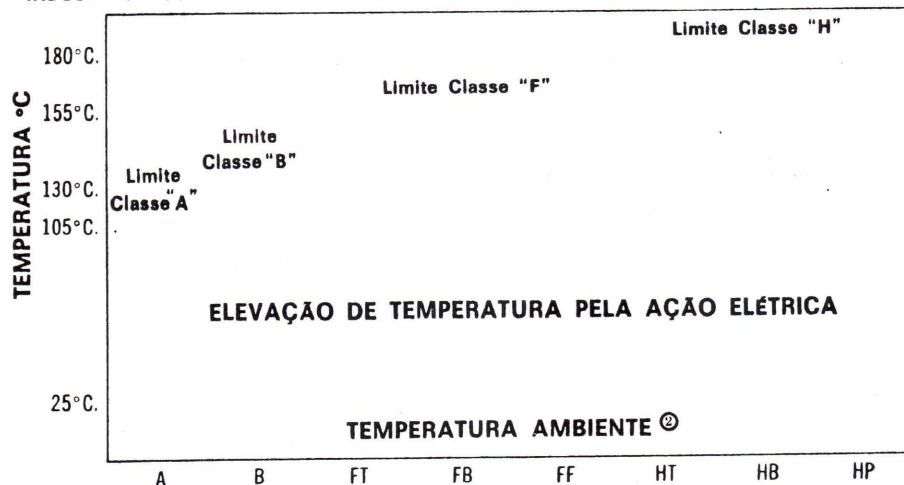 Limite Classe "H"
180°C.
Limite Classe "F"
155°C.
Limite
Classe "B"
Limite
130°C.
Classe "A"
105°C.
TEMPERATURA ºC
ELEVAÇÃO DE TEMPERATURA PELA AÇÃO ELÉTRICA
25°C.
TEMPERATURA AMBIENTE ②
A B FT FB FF HT HB HP